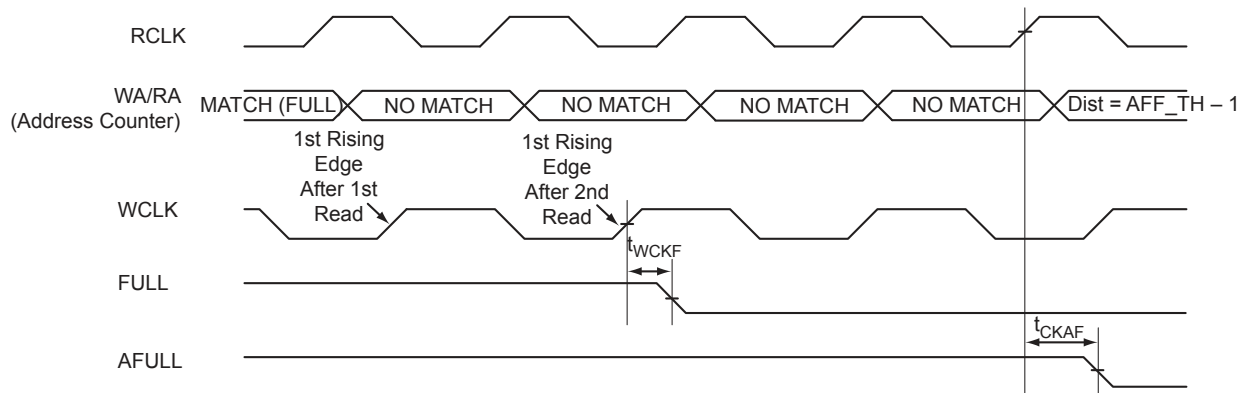 RCLK
WA/RA
(Address Counter)
MATCH (FULL)
NO MATCH
NO MATCH
NO MATCH
NO MATCH
Dist = AFF_TH – 1
1st Rising
Edge
After 1st
Read
1st Rising
Edge
After 2nd
Read
WCLK
tWCKF
FULL
tCKAF
AFULL